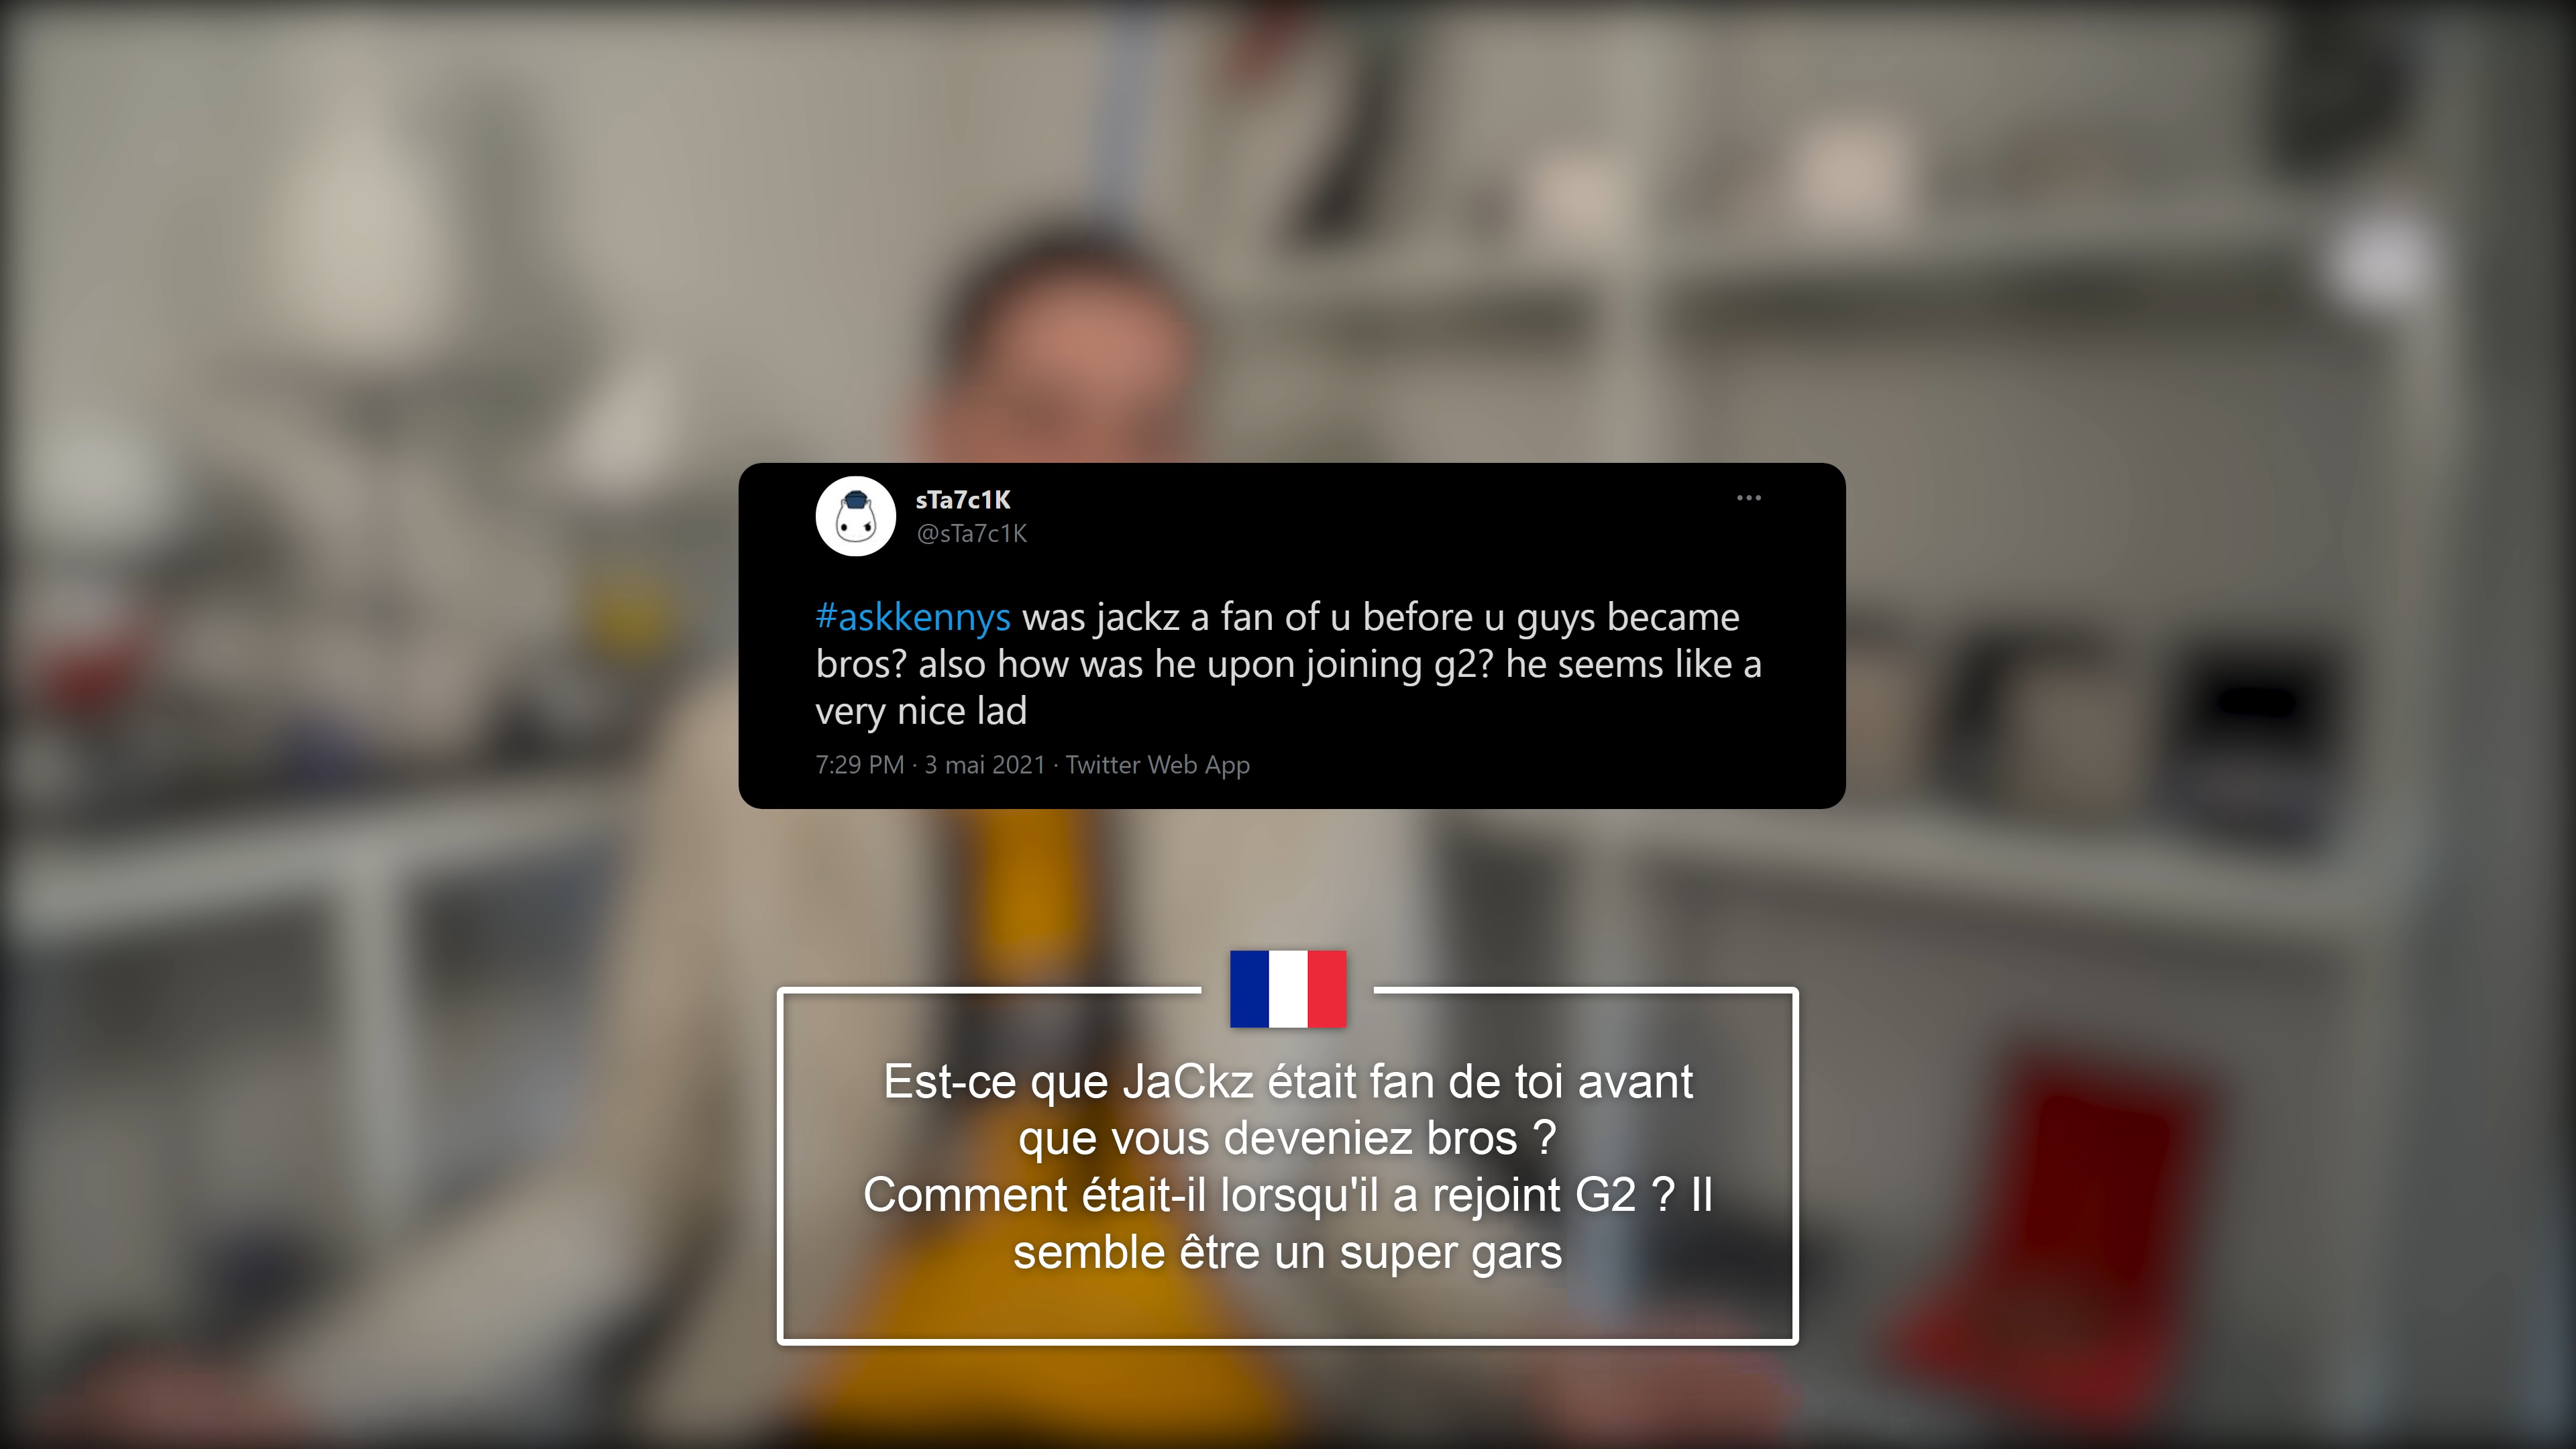 sTa7c1K
@sTa7c1K
#askkennys was jackz a fan of u before u guys became
bros? also how was he upon joining g2? he seems like a
very nice lad
7:29 PM · 3 mai 2021 · Twitter Web App
Est-ce que JaCkz était fan de toi avant
que vous deveniez bros ?
Comment était-il lorsqu'il a rejoint G2 ? Il
semble être un super gars